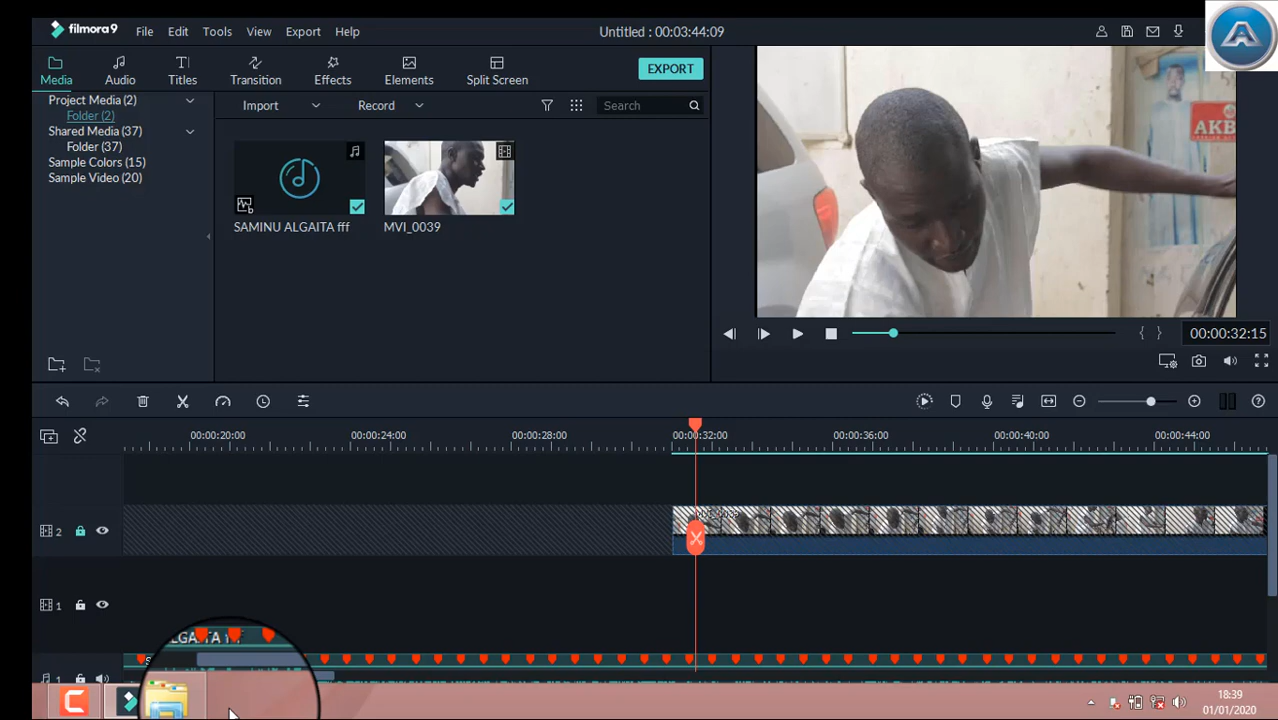 filmora9 File Edit Tools View Export Help Untitled : 00:03:44:09
Media Audio Titles Transition Effects Elements Split Screen EXPORT
Project Media (2)
Folder (2)
Shared Media (37)
Folder (37)
Sample Colors (15)
Sample Video (20)
Import Record Search
SAMINU ALGAITA fff MVI_0039
AKB
00:00:32:15
00:00:20:00 00:00:24:00 00:00:28:00 00:00:32:00 00:00:36:00 00:00:40:00 00:00:44:00
2
1
1
18:39
01/01/2020